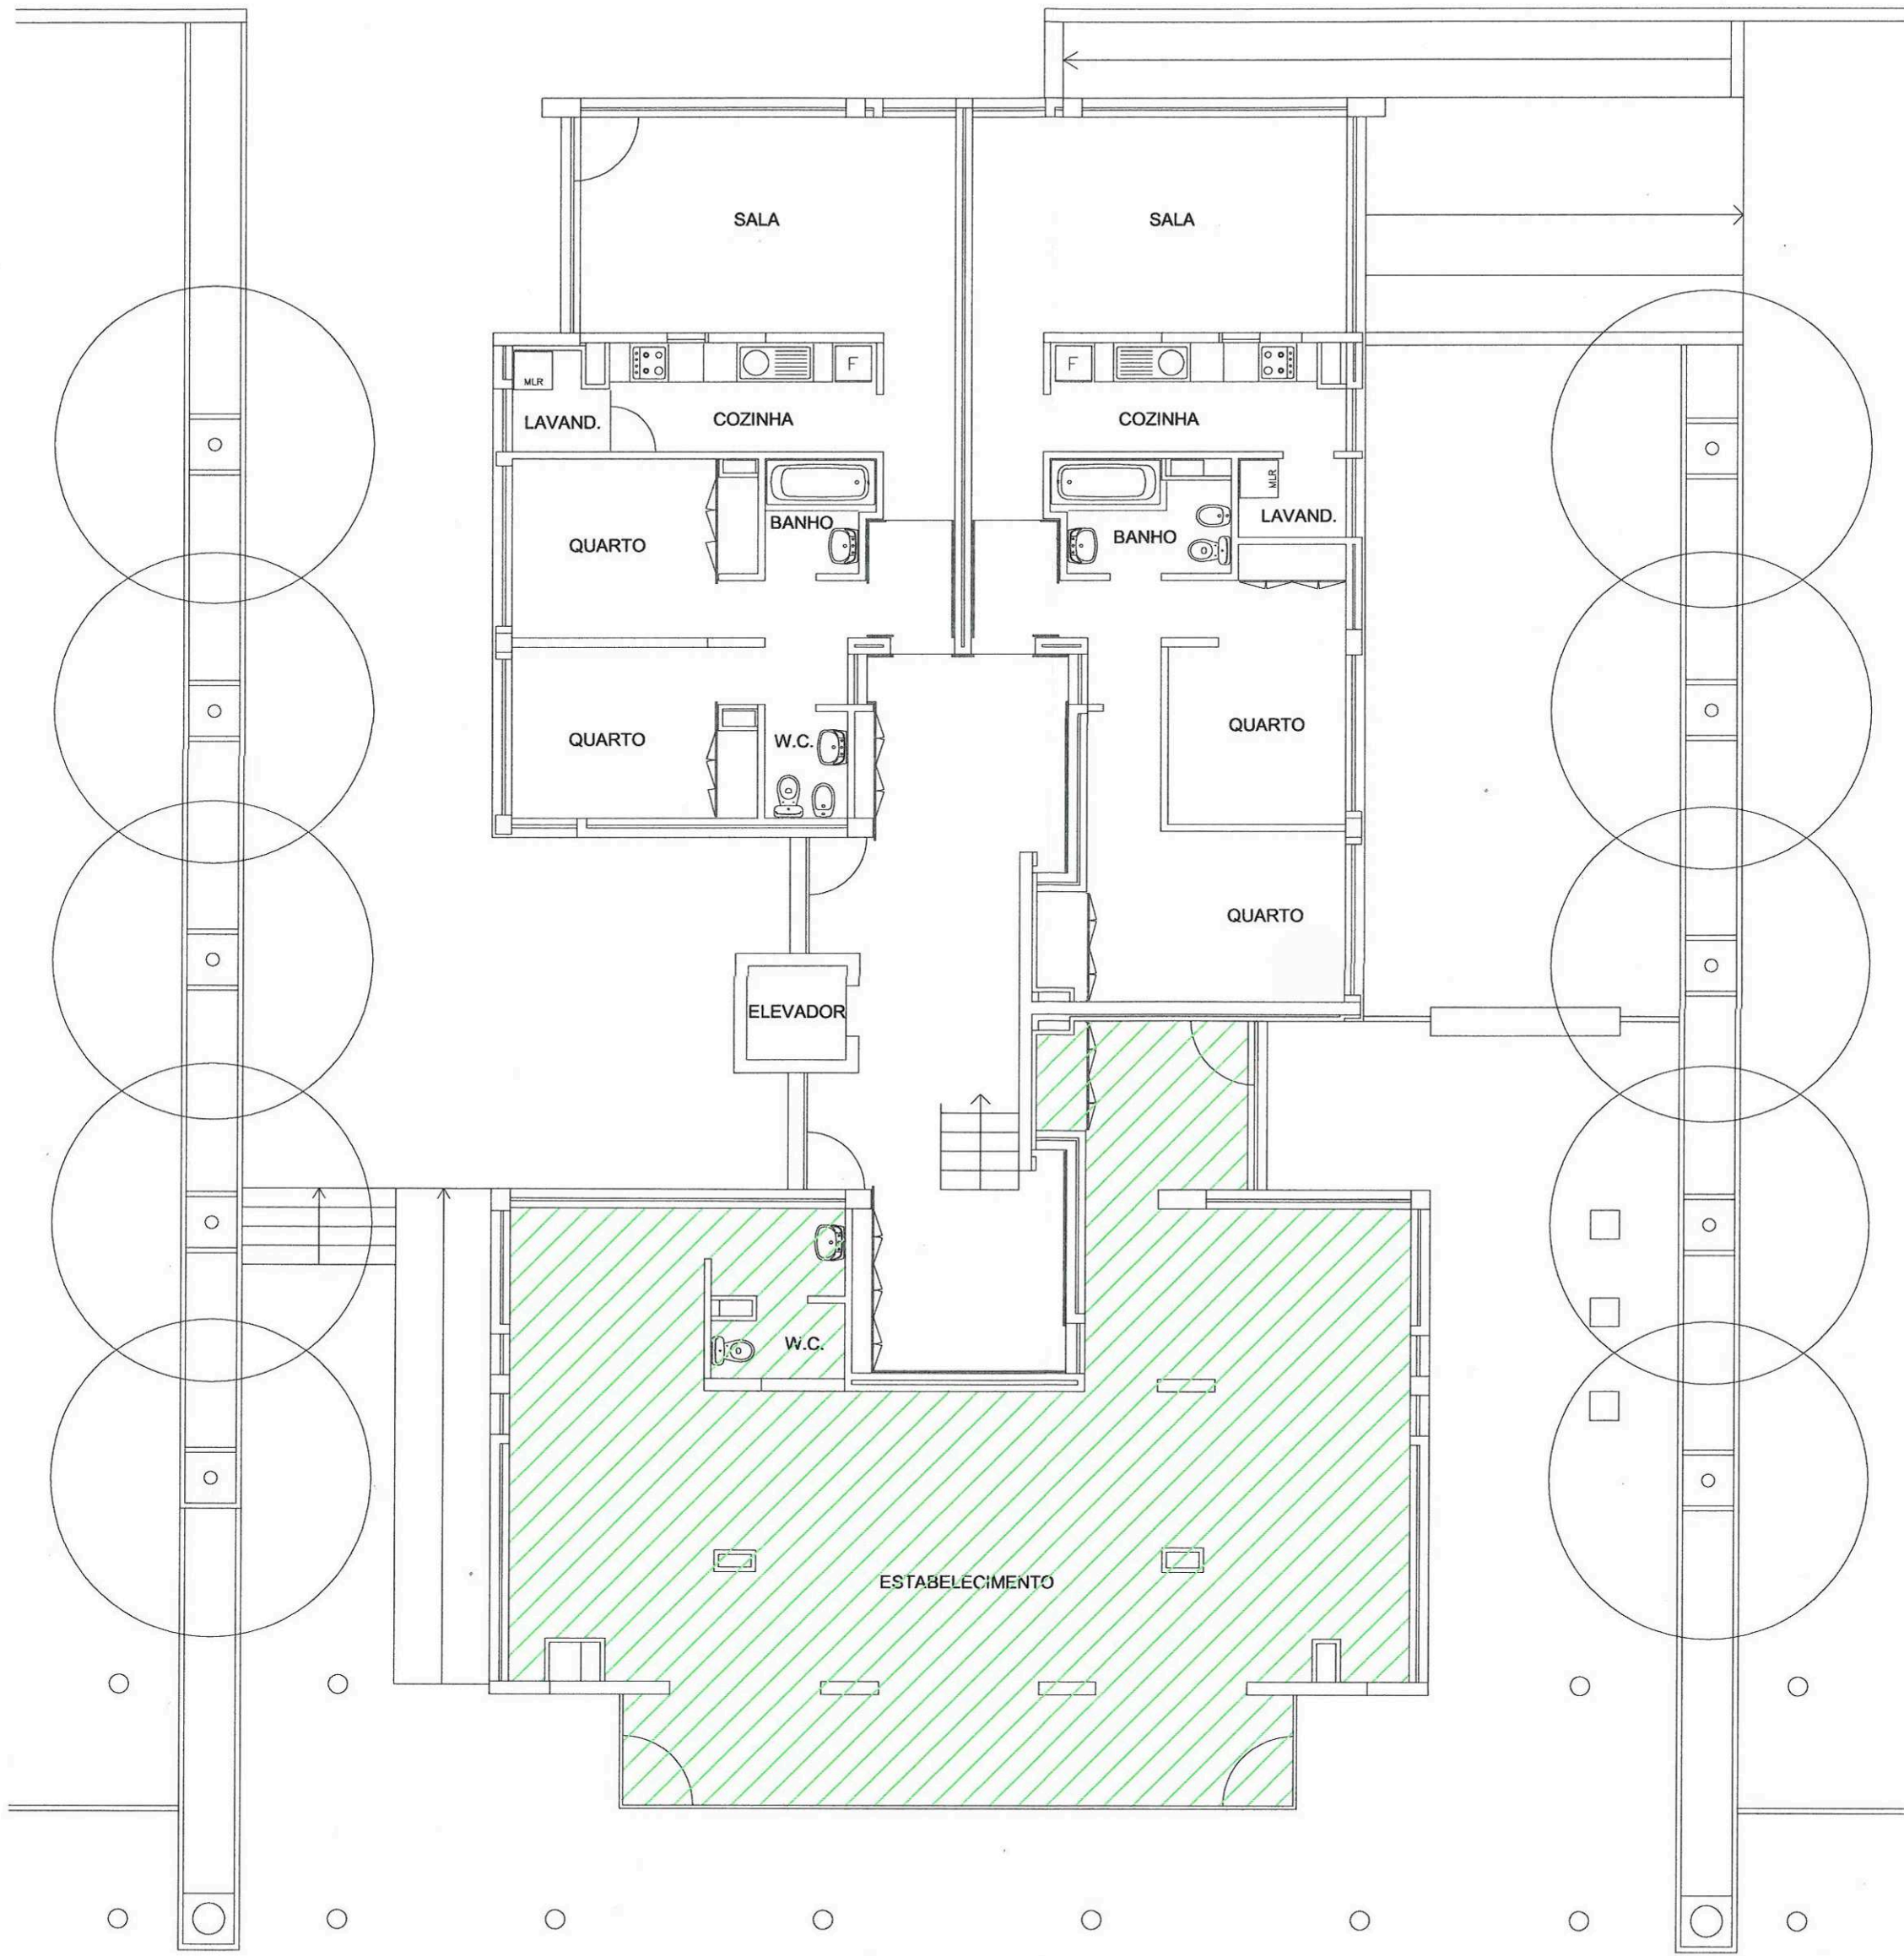 SALA
SALA
F
F
MLR
LAVAND.
COZINHA
COZINHA
MLR
BANHO
LAVAND.
BANHO
QUARTO
QUARTO
QUARTO
W.C.
QUARTO
ELEVADOR
W.C.
ESTABELECIMENTO